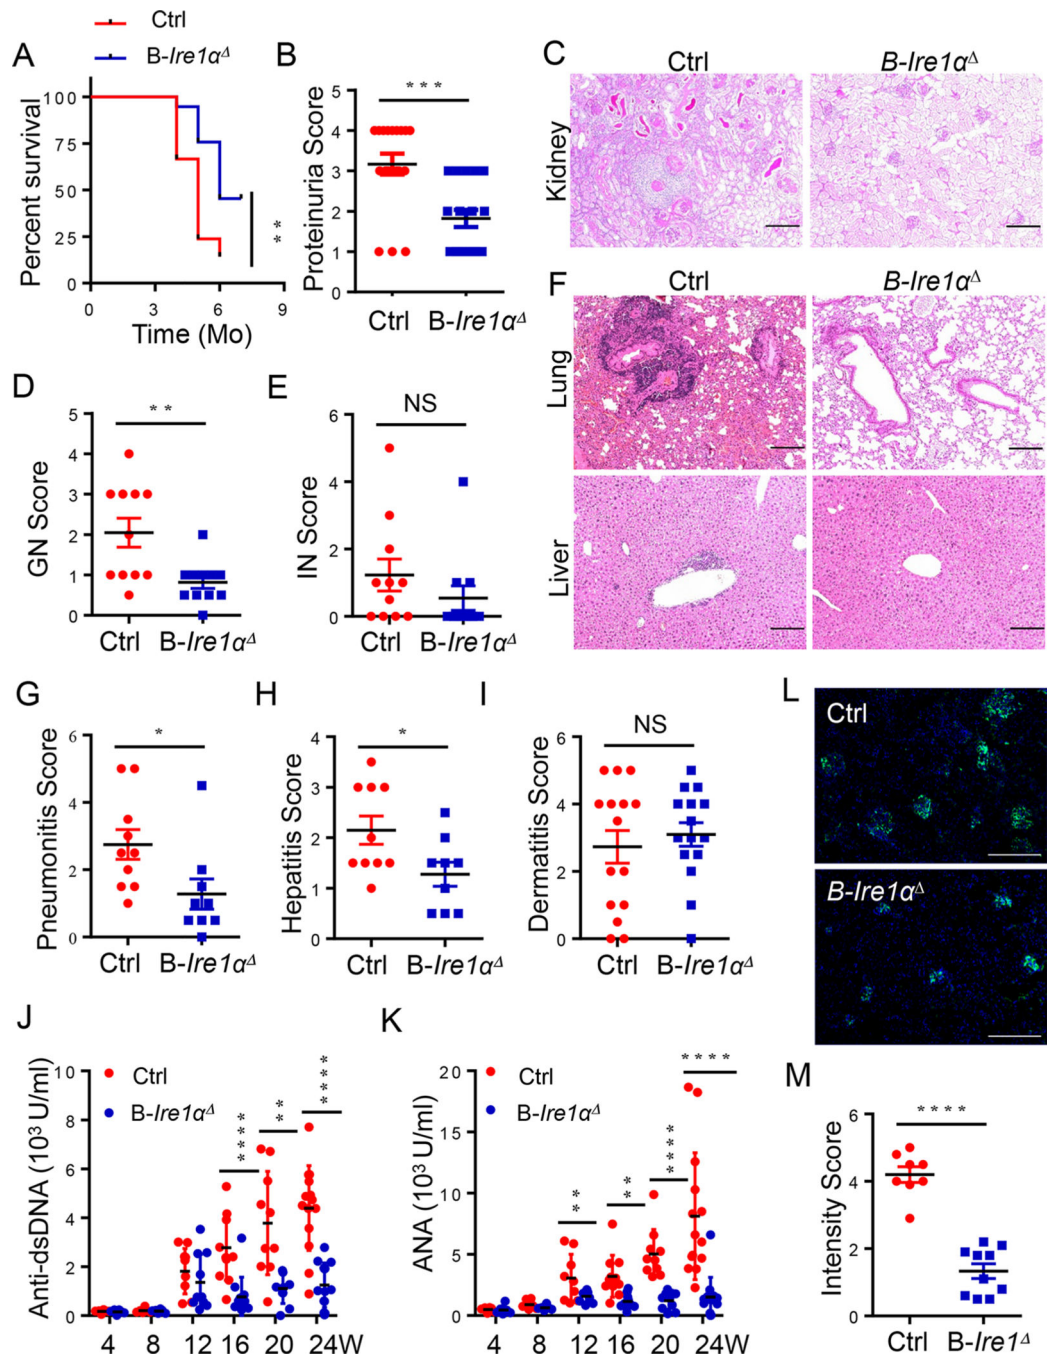 Ctrl
B-Ire1αΔ
A
Percent survival
100
75
50
25
0
0 3 6 9
Time (Mo)
**
B
Proteinuria Score
***
5
4
3
2
1
Ctrl B-Ire1αΔ
C
Ctrl B-Ire1αΔ
Kidney
D
GN Score
**
5
4
3
2
1
0
Ctrl B-Ire1αΔ
E
IN Score
NS
6
4
2
0
Ctrl B-Ire1αΔ
F
Ctrl B-Ire1αΔ
Lung
Liver
G
Pneumonitis Score
*
6
4
2
0
Ctrl B-Ire1αΔ
H
Hepatitis Score
*
4
3
2
1
0
Ctrl B-Ire1αΔ
I
Dermatitis Score
NS
6
4
2
0
Ctrl B-Ire1αΔ
L
Ctrl
B-Ire1αΔ
J
Anti-dsDNA (10³ U/ml)
Ctrl
B-Ire1αΔ
****
**
****
10
8
6
4
2
0
4 8 12 16 20 24W
K
ANA (10³ U/ml)
Ctrl
B-Ire1αΔ
**
**
****
****
20
15
10
5
0
4 8 12 16 20 24W
M
Intensity Score
****
6
4
2
0
Ctrl B-Ire1Δ